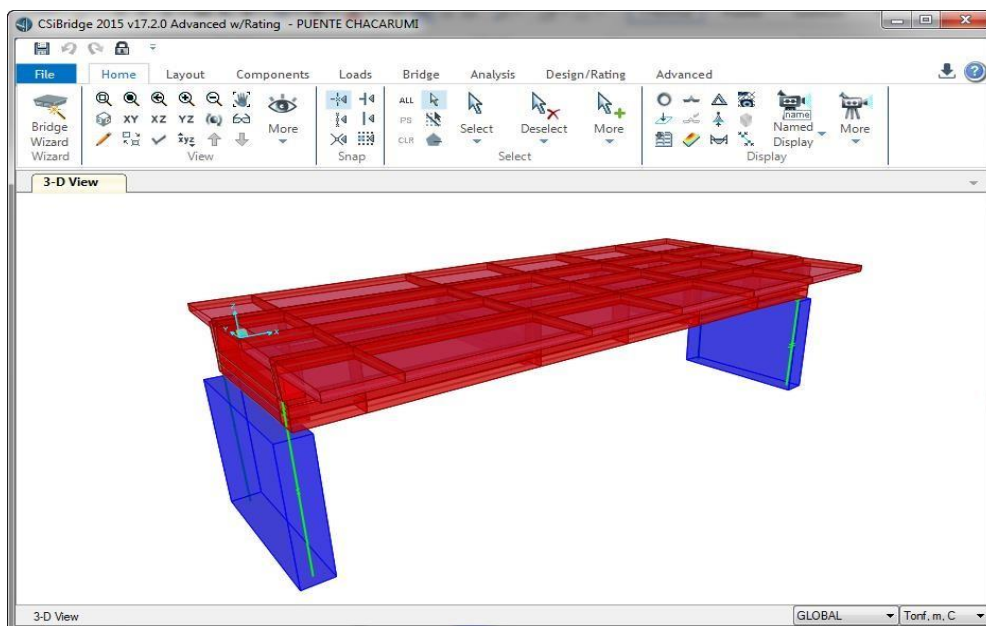 CSiBridge 2015 v17.2.0 Advanced w/Rating - PUENTE CHACARUMI
File Home Layout Components Loads Bridge Analysis Design/Rating Advanced
Bridge
Wizard
Wizard
XY XZ YZ
xyz
More
View
Snap
ALL
PS
CLR
Select
Deselect
More
Select
name
Named
Display
More
Display
3-D View
Z
Y
X
3-D View
GLOBAL
Tonf, m, C